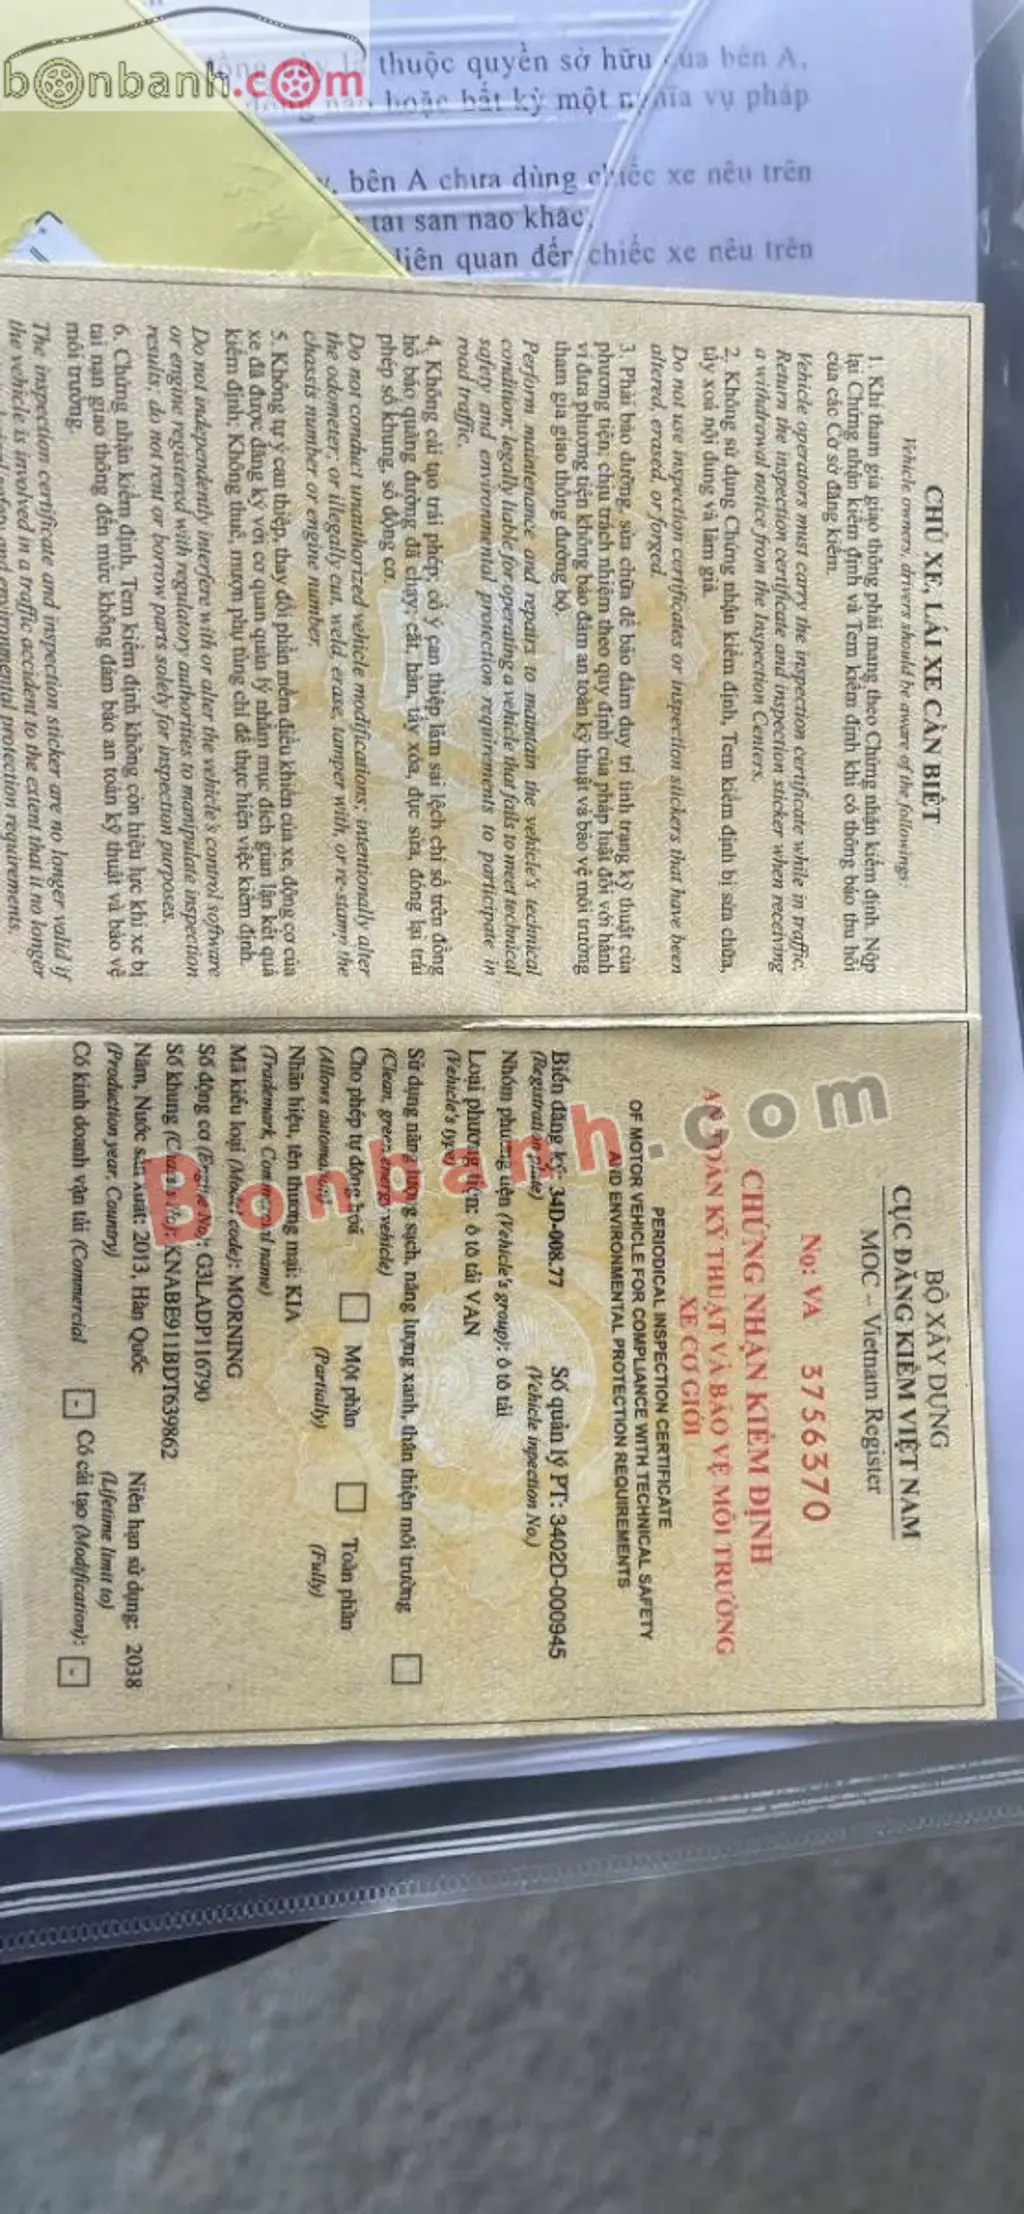 bonbanh.com
thuộc quyền sở hữu của bên A,
hoặc bất kỳ một nghĩa vụ pháp
bên A chưa dùng chiếc xe nêu trên
tài sản nào khác,
liên quan đến chiếc xe nêu trên
CHỦ XE, LÁI XE CẦN BIẾT
Vehicle owners, drivers should be aware of the followings:
1. Khi tham gia giao thông phải mang theo Chứng nhận kiểm định. Nộp
lại Chứng nhận kiểm định và Tem kiểm định khi có thông báo thu hồi
của các Cơ sở đăng kiểm.
Vehicle operators must carry the inspection certificate while in traffic.
Return the inspection certificate and inspection sticker when receiving
a withdrawal notice from the Inspection Centers.
2. Không sử dụng Chứng nhận kiểm định, Tem kiểm định bị sửa chữa,
tẩy xoá nội dung và làm giả.
Do not use inspection certificates or inspection stickers that have been
altered, erased, or forged.
3. Phải bảo dưỡng, sửa chữa để bảo đảm duy trì tình trạng kỹ thuật của
phương tiện; chịu trách nhiệm theo quy định của pháp luật đối với hành
vi đưa phương tiện không bảo đảm an toàn kỹ thuật và bảo vệ môi trường
tham gia giao thông đường bộ.
Perform maintenance and repairs to maintain the vehicle's technical
condition; legally liable for operating a vehicle that fails to meet technical
safety and environmental protection requirements to participate in
road traffic.
4. Không cải tạo trái phép; cố ý can thiệp làm sai lệch chỉ số trên đồng
hồ báo quãng đường đã chạy; cắt, hàn, tẩy xóa, đục sửa, đóng lại trái
phép số khung, số động cơ.
Do not conduct unauthorized vehicle modifications; intentionally alter
the odometer; or illegally cut, weld, erase, tamper with, or re-stamp the
chassis number or engine number.
5. Không tự ý can thiệp, thay đổi phần mềm điều khiển của xe, động cơ của
xe đã được đăng ký với cơ quan quản lý nhằm mục đích gian lận kết quả
kiểm định; Không thuê, mượn phụ tùng chỉ để thực hiện việc kiểm định.
Do not independently interfere with or alter the vehicle's control software
or engine registered with regulatory authorities to manipulate inspection
results; do not rent or borrow parts solely for inspection purposes.
6. Chứng nhận kiểm định, Tem kiểm định không còn hiệu lực khi xe bị
tai nạn giao thông đến mức không đảm bảo an toàn kỹ thuật và bảo vệ
môi trường.
The inspection certificate and inspection sticker are no longer valid if
the vehicle is involved in a traffic accident to the extent that it no longer
and environmental protection requirements.
BỘ XÂY DỰNG
CỤC ĐĂNG KIỂM VIỆT NAM
MOC – Vietnam Register
Nọ: VA 3756370
CHỨNG NHẬN KIỂM ĐỊNH
AN TOÀN KỸ THUẬT VÀ BẢO VỆ MÔI TRƯỜNG
XE CƠ GIỚI
PERIODICAL INSPECTION CERTIFICATE
OF MOTOR VEHICLE FOR COMPLIANCE WITH TECHNICAL SAFETY
AND ENVIRONMENTAL PROTECTION REQUIREMENTS
Biển đăng ký: 34D-008.77 Số quản lý PT: 3402D-000945
(Registration plate) (Vehicle inpection No.)
Nhóm phương tiện (Vehicle's group): ô tô tải
Loại phương tiện: ô tô tải VAN
(Vehicle's type)
Sử dụng năng lượng sạch, năng lượng xanh, thân thiện môi trường
(Clean, green energy vehicle)
Cho phép tự động hoá Một phần Toàn phần
(Allows automatic) (Partially) (Fully)
Nhãn hiệu, tên thương mại: KIA
(Trademark, Commercial name)
Mã kiểu loại (Model code): MORNING
Số động cơ (Engine No.): G3LADP116790
Số khung (Chassis No): KNABE911BDT639862
Năm, Nước sản xuất: 2013, Hàn Quốc Niên hạn sử dụng: 2038
(Production year, Country) (Lifetime limit to)
Có kinh doanh vận tải (Commercial - Có cải tạo (Modification): -
Bonbanh.com